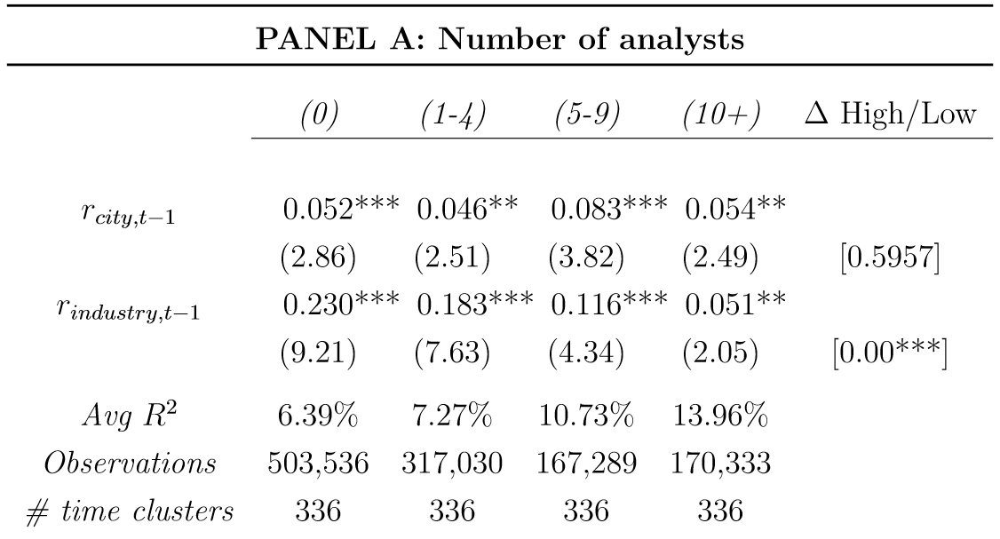 PANEL A: Number of analysts
(0) (1-4) (5-9) (10+) Δ High/Low
r_{city,t−1} 0.052*** 0.046** 0.083*** 0.054**
(2.86) (2.51) (3.82) (2.49) [0.5957]
r_{industry,t−1} 0.230*** 0.183*** 0.116*** 0.051**
(9.21) (7.63) (4.34) (2.05) [0.00***]
Avg R² 6.39% 7.27% 10.73% 13.96%
Observations 503,536 317,030 167,289 170,333
# time clusters 336 336 336 336